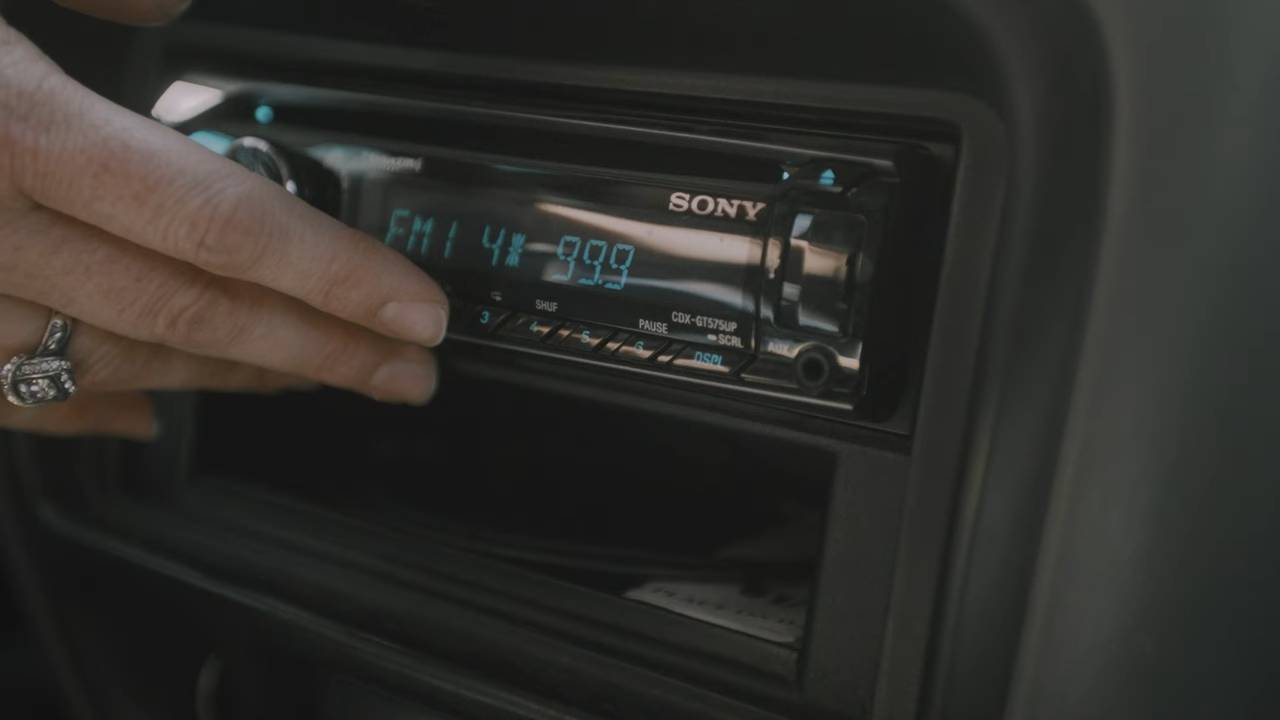 SONY
FM1 4* 99.9
SHUF
PAUSE
CDX-GT575UP
SCRL
3 4 5 6 DSPL
AUX